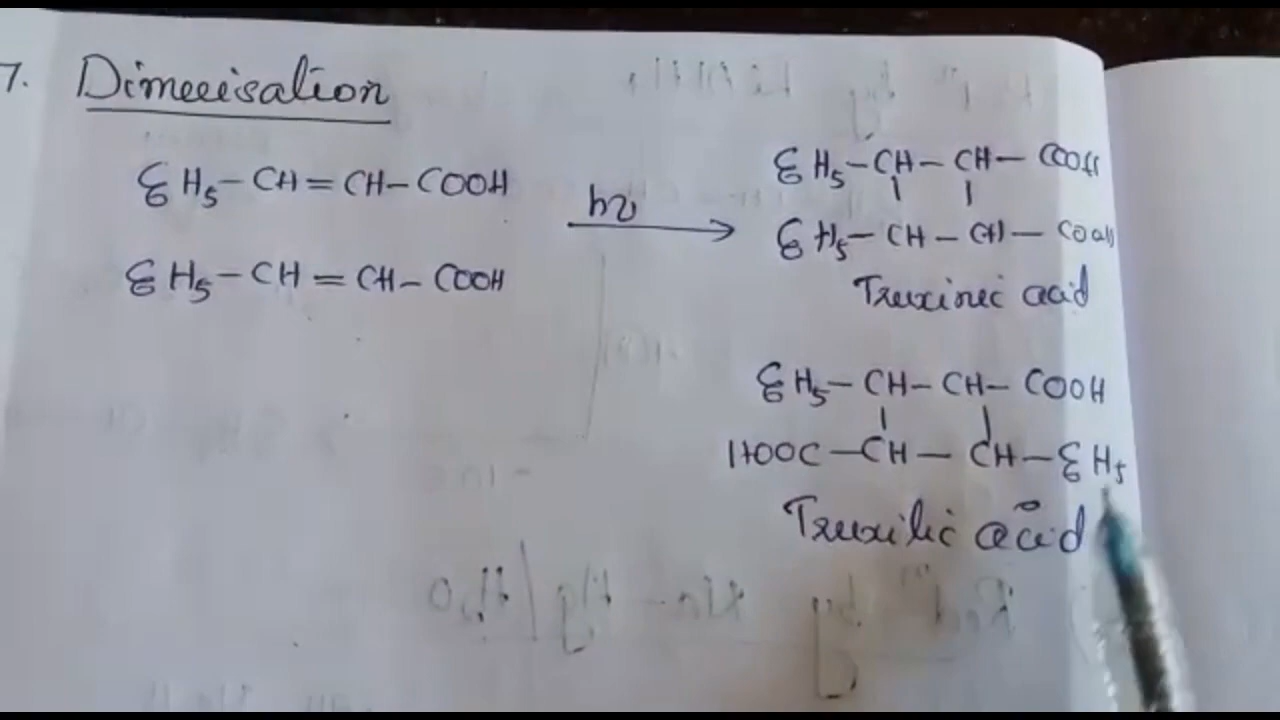 7. Dimerisation
C6H5-CH=CH-COOH
C6H5-CH=CH-COOH
hν
C6H5-CH-CH-COOH
C6H5-CH-CH-COOH
Truxinic acid
C6H5-CH-CH-COOH
HOOC-CH-CH-C6H5
Truxilic acid